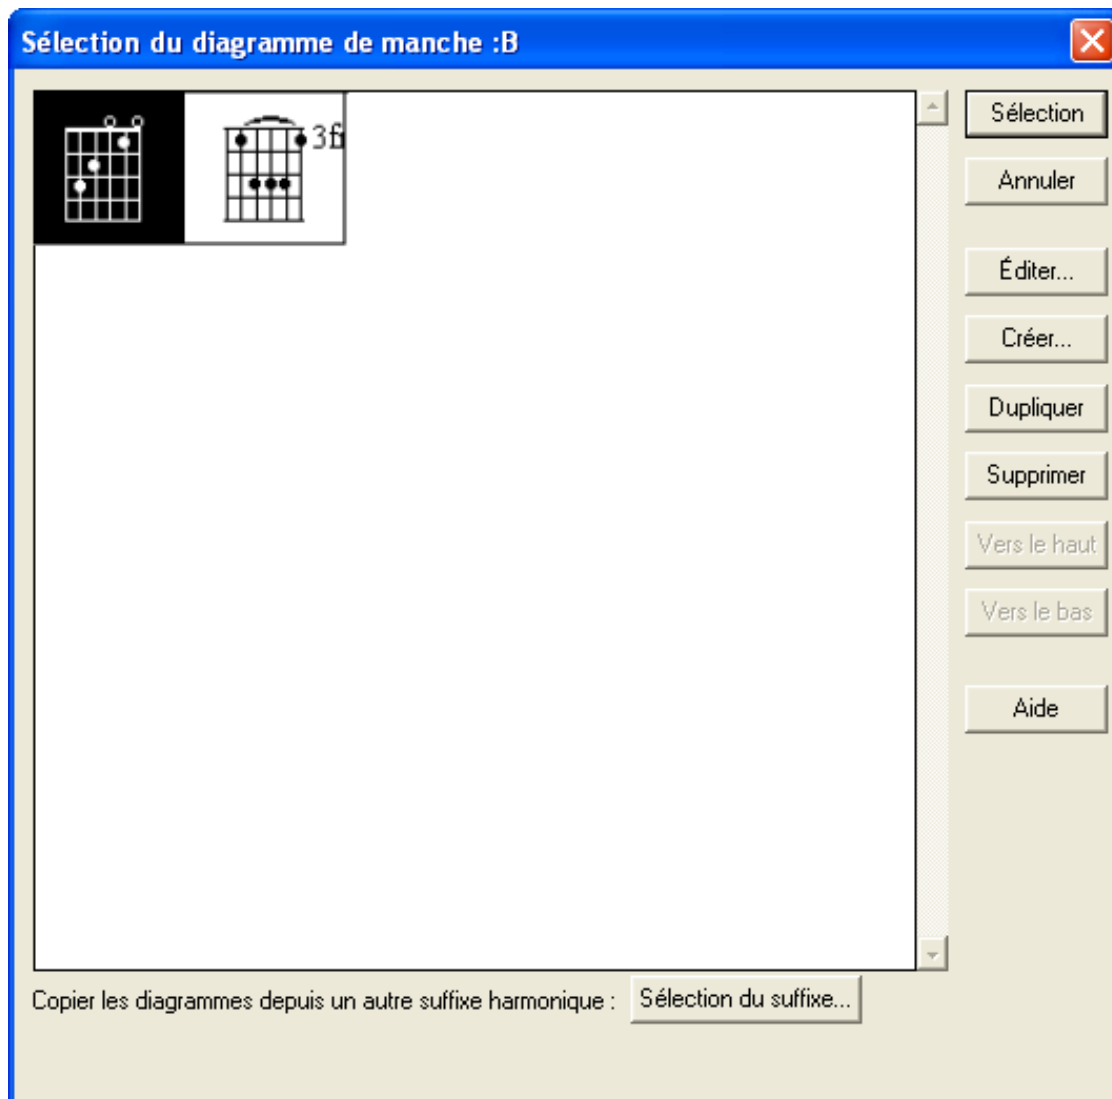 Sélection du diagramme de manche :B
3fr
Sélection
Annuler
Éditer...
Créer...
Dupliquer
Supprimer
Vers le haut
Vers le bas
Aide
Copier les diagrammes depuis un autre suffixe harmonique :
Sélection du suffixe...